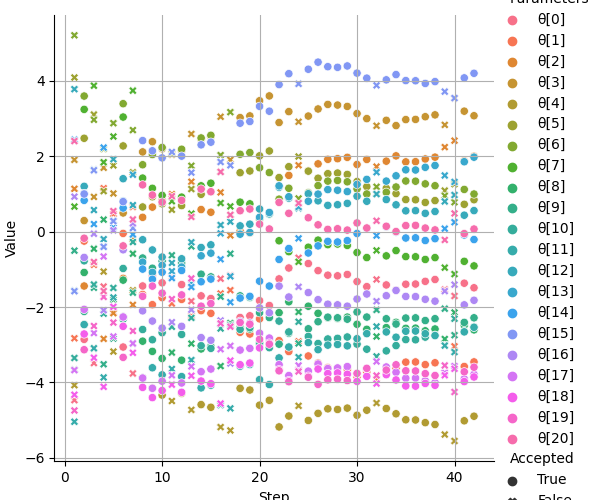 Parameters
θ[0]
θ[1]
θ[2]
θ[3]
θ[4]
θ[5]
θ[6]
θ[7]
θ[8]
θ[9]
θ[10]
θ[11]
θ[12]
θ[13]
θ[14]
θ[15]
θ[16]
θ[17]
θ[18]
θ[19]
θ[20]
Accepted
True
False
Value
4
2
0
−2
−4
−6
0
10
20
30
40
Step